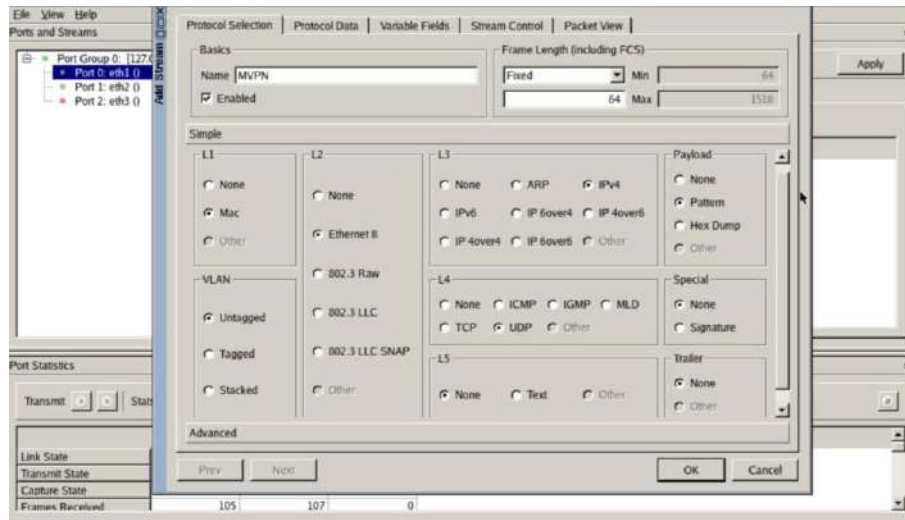 File View Help
Ports and Streams
Port Group 0: [127.0
Port 0: eth1 ()
Port 1: eth2 ()
Port 2: eth3 ()
Add Stream
Protocol Selection Protocol Data Variable Fields Stream Control Packet View
Apply
Basics
Name MVPN
Enabled
Frame Length (including FCS)
Fixed Min 64
64 Max 1518
Simple
L1
None
Mac
Other
VLAN
Untagged
Tagged
Stacked
L2
None
Ethernet II
802.3 Raw
802.3 LLC
802.3 LLC SNAP
Other
L3
None ARP IPv4
IPv6 IP 6over4 IP 4over6
IP 4over4 IP 6over6 Other
L4
None ICMP IGMP MLD
TCP UDP Other
L5
None Text Other
Payload
None
Pattern
Hex Dump
Other
Special
None
Signature
Trailer
None
Other
Advanced
Prev Next OK Cancel
Port Statistics
Transmit Stats
Link State
Transmit State
Capture State
Frames Received 105 107 0